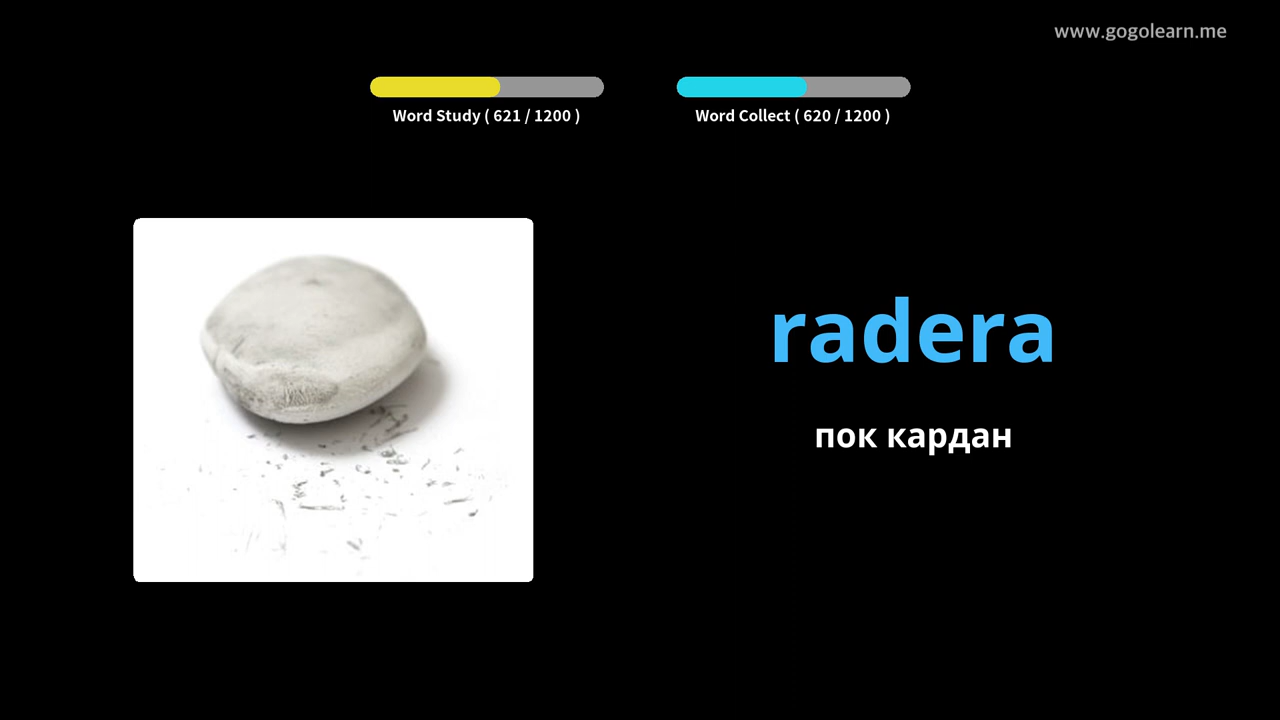 www.gogolearn.me
Word Study ( 621 / 1200 )
Word Collect ( 620 / 1200 )
radera
пок кардан